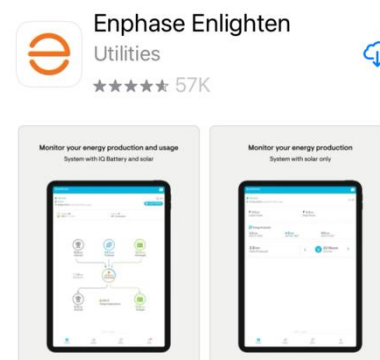 Enphase Enlighten
Utilities
57K
Monitor your energy production and usage
System with IQ Battery and solar
Monitor your energy production
System with solar only